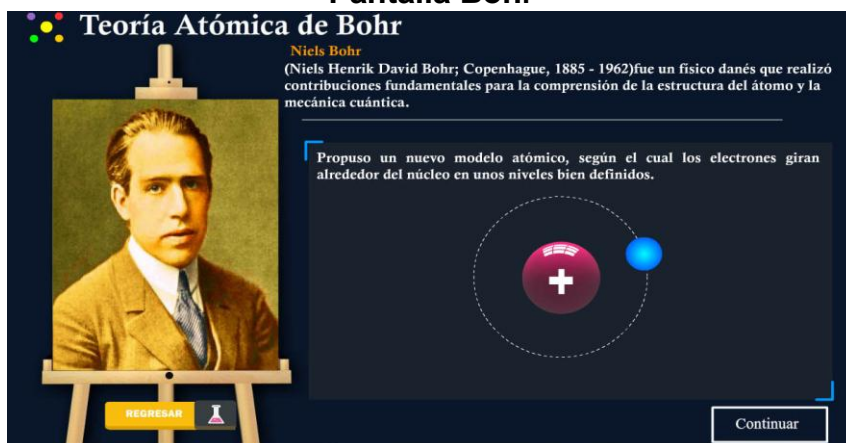 Teoría Atómica de Bohr
Niels Bohr
(Niels Henrik David Bohr; Copenhague, 1885 - 1962)fue un físico danés que realizó
contribuciones fundamentales para la comprensión de la estructura del átomo y la
mecánica cuántica.
Propuso un nuevo modelo atómico, según el cual los electrones giran
alrededor del núcleo en unos niveles bien definidos.
+
REGRESAR
Continuar